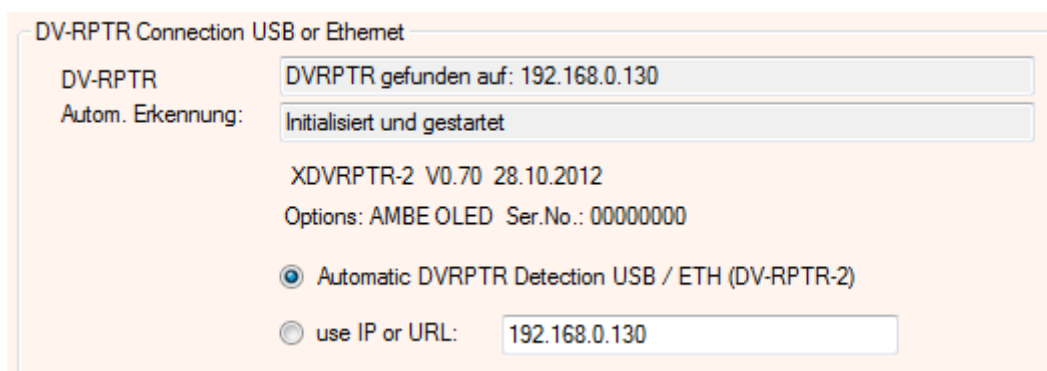 DV-RPTR Connection USB or Ethernet
DV-RPTR DVRPTR gefunden auf: 192.168.0.130
Autom. Erkennung: Initialisiert und gestartet
XDVRPTR-2 V0.70 28.10.2012
Options: AMBE OLED Ser.No.: 00000000
Automatic DVRPTR Detection USB / ETH (DV-RPTR-2)
use IP or URL: 192.168.0.130